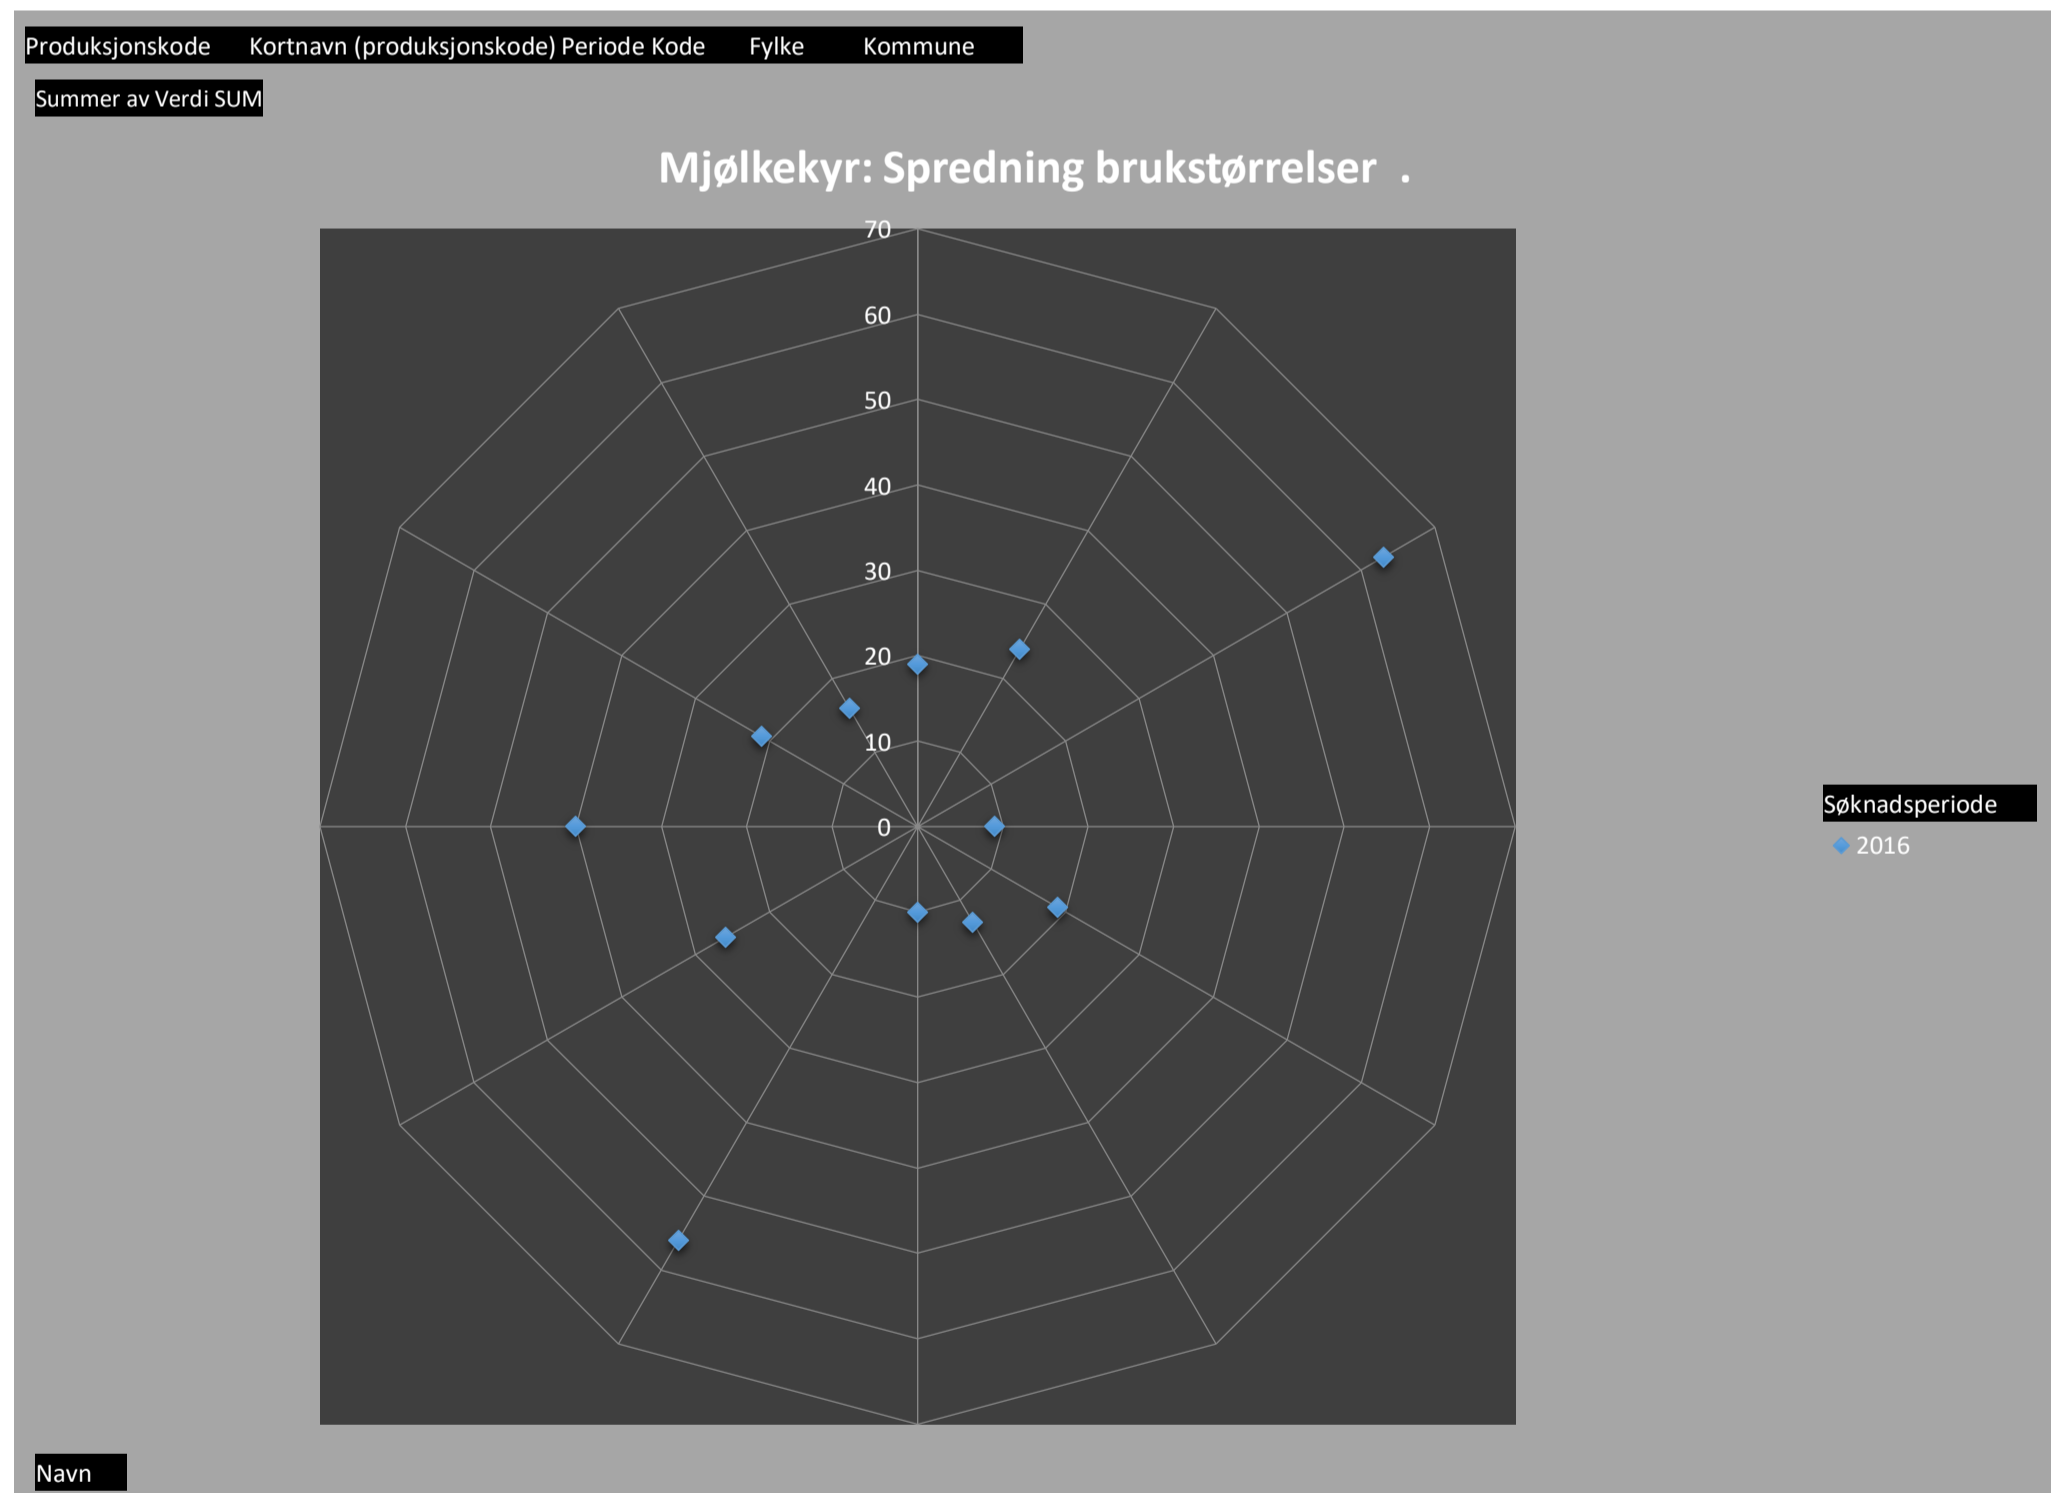 Produksjonskode Kortnavn (produksjonskode) Periode Kode Fylke Kommune
Summer av Verdi SUM
Mjølkekyr: Spredning brukstørrelser .
70
60
50
40
30
20
10
0
Søknadsperiode
2016
Navn